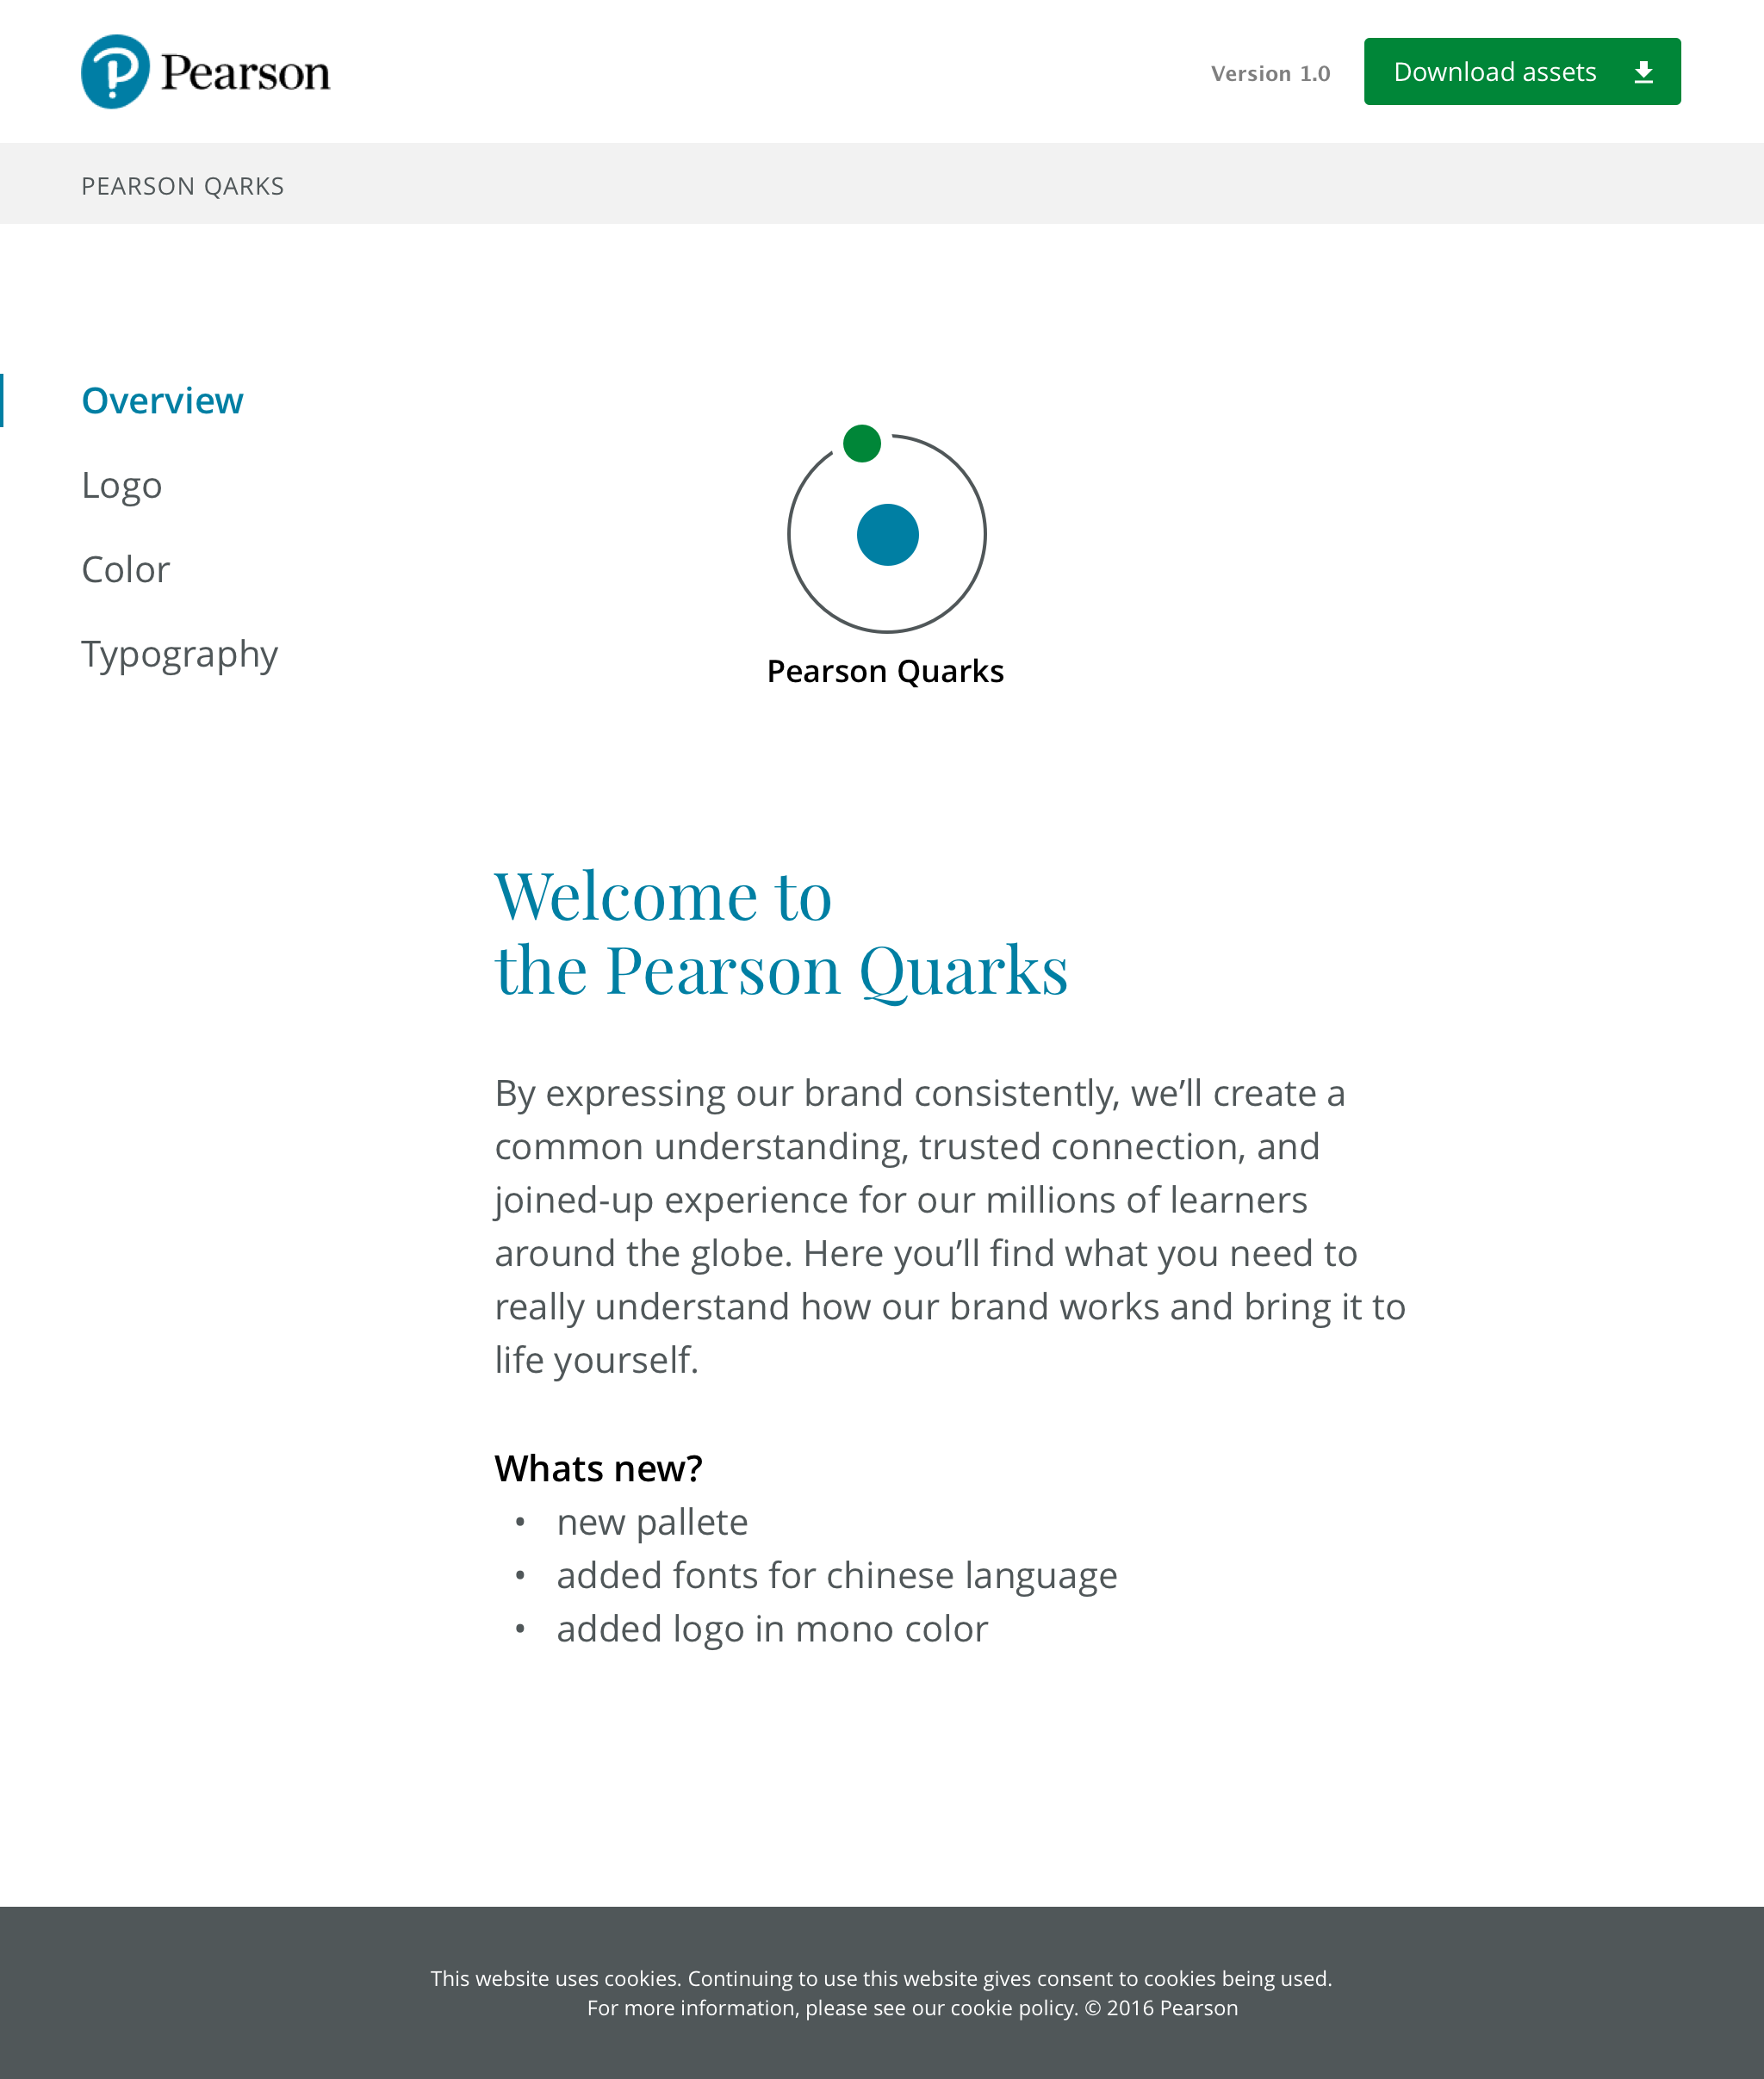 Pearson
Version 1.0
Download assets
PEARSON QARKS
Overview
Logo
Color
Typography
Pearson Quarks
Welcome to
the Pearson Quarks
By expressing our brand consistently, we’ll create a
common understanding, trusted connection, and
joined-up experience for our millions of learners
around the globe. Here you’ll find what you need to
really understand how our brand works and bring it to
life yourself.
Whats new?
• new pallete
• added fonts for chinese language
• added logo in mono color
This website uses cookies. Continuing to use this website gives consent to cookies being used.
For more information, please see our cookie policy. © 2016 Pearson